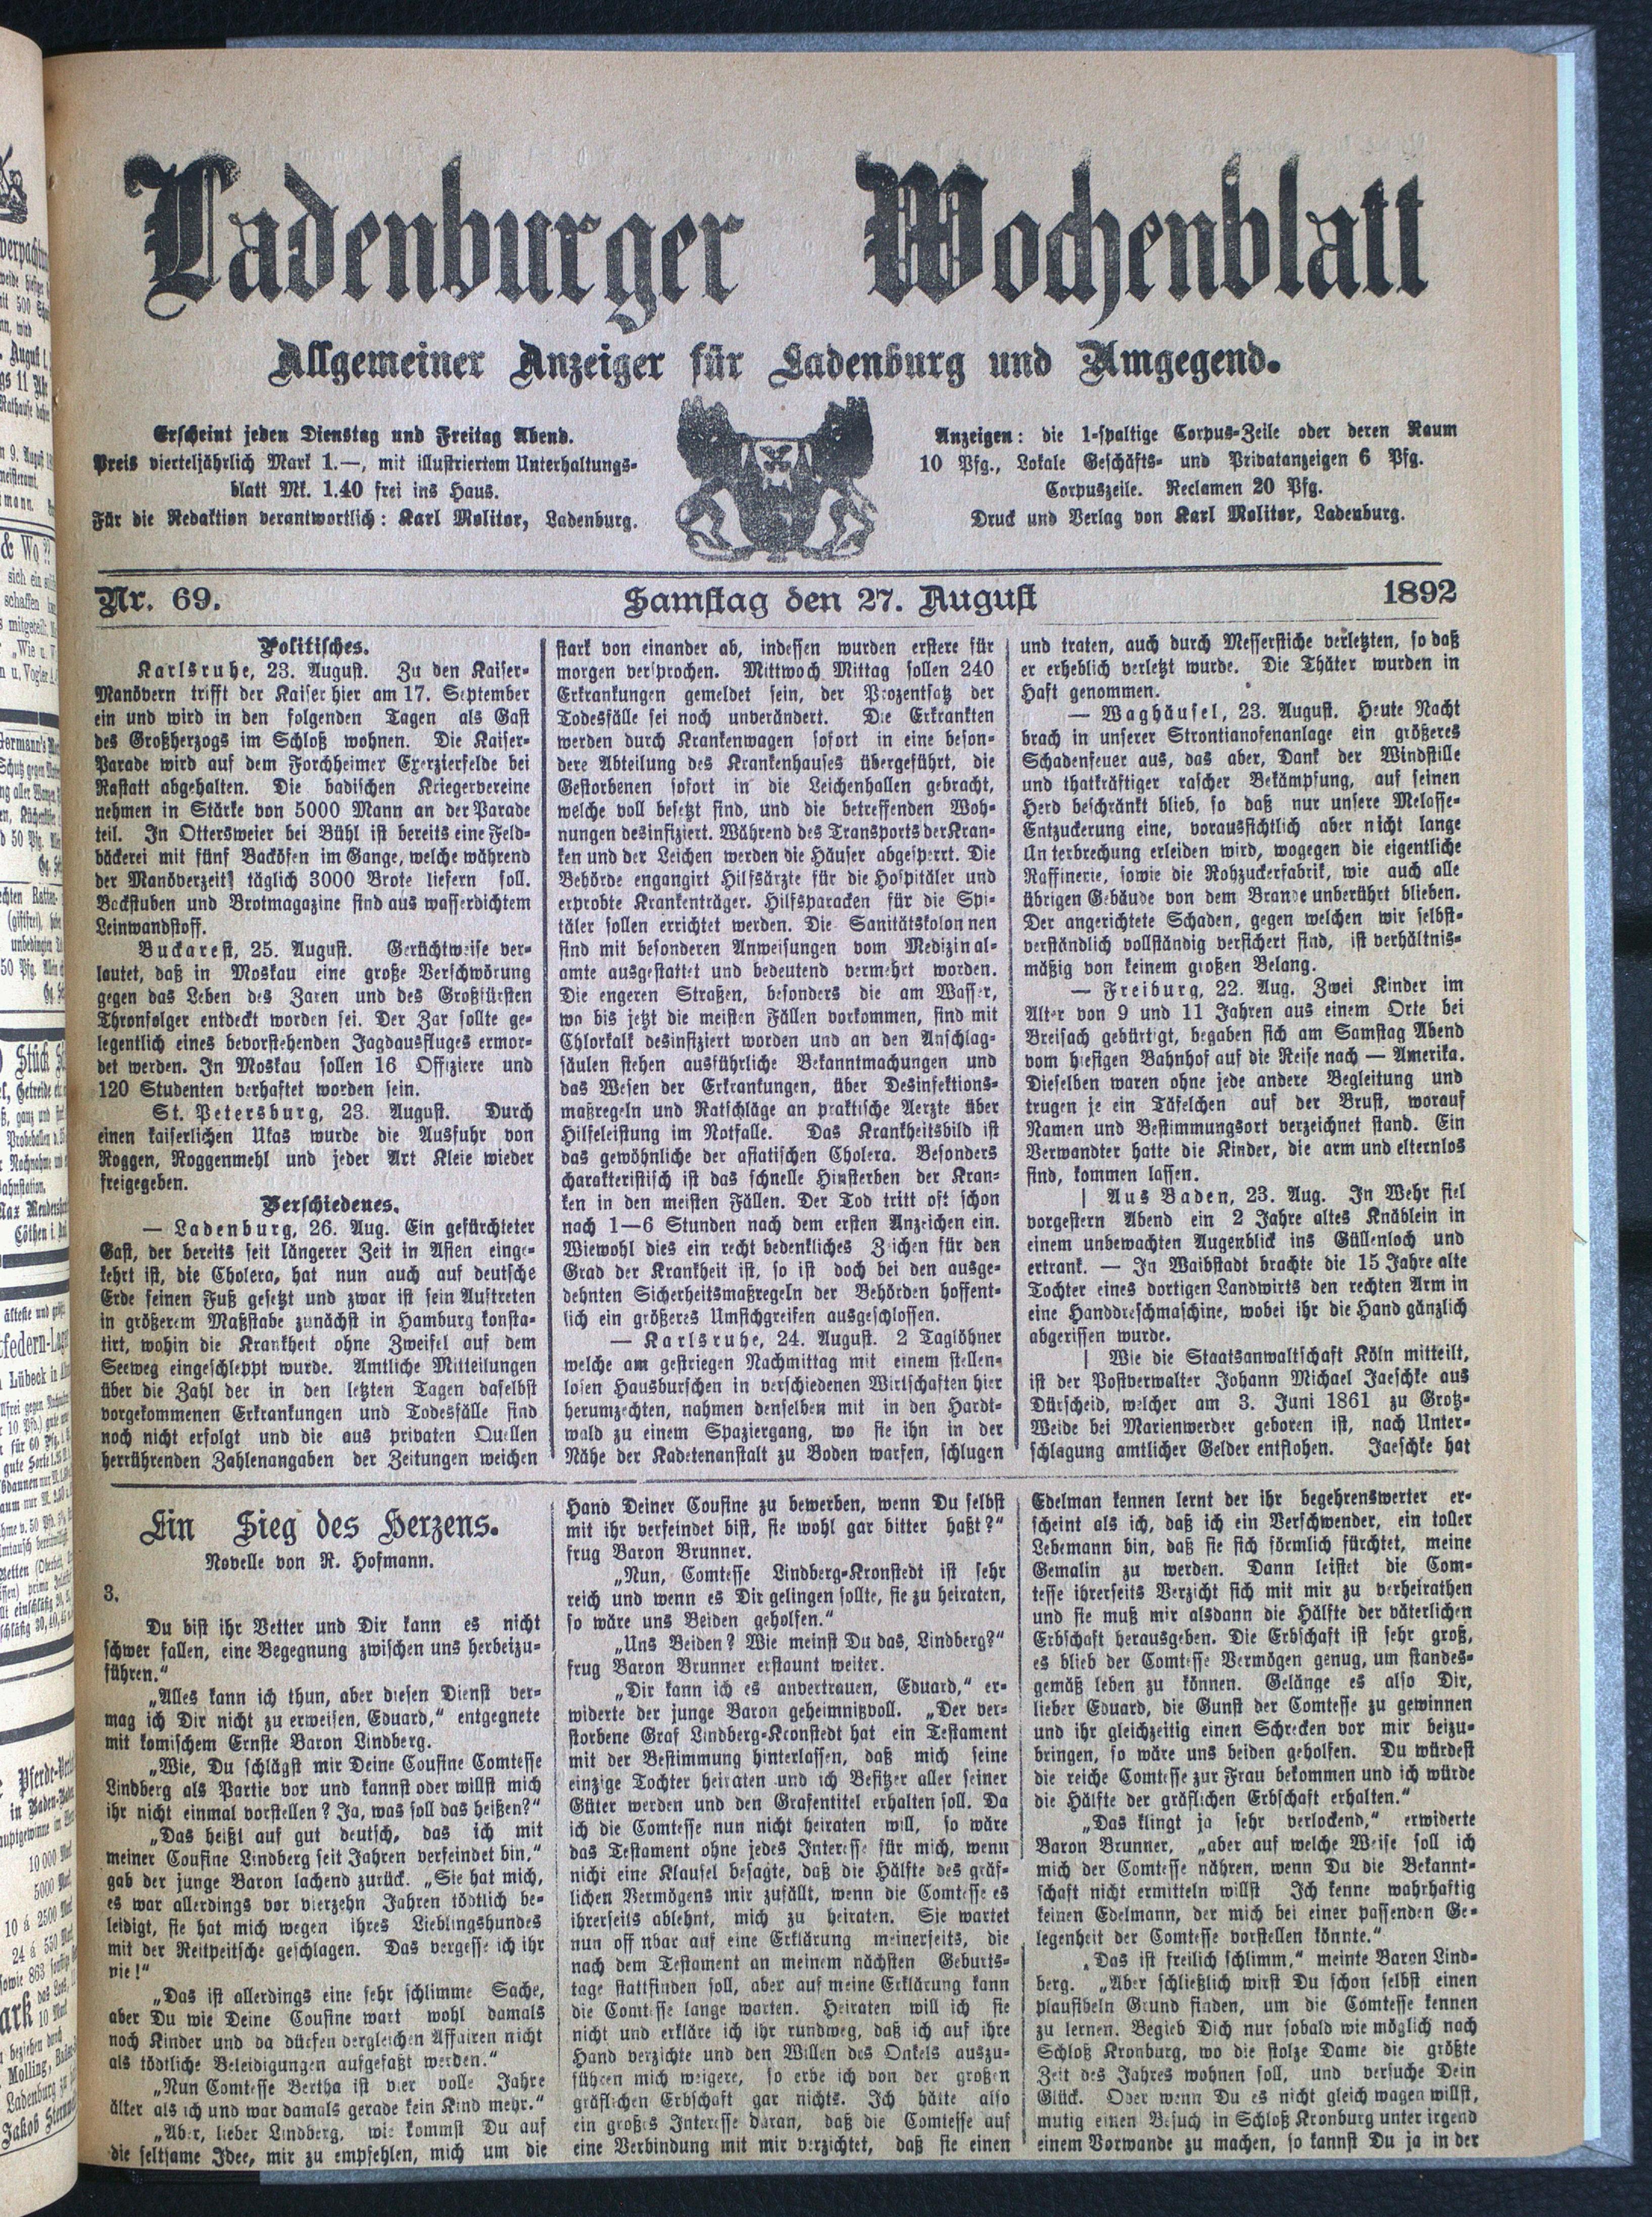 Ladenburger Wochenblatt
Allgemeiner Anzeiger für Ladenburg und Umgegend.
Erscheint jeden Dienstag und Freitag Abend.
Preis vierteljährlich Mark 1.—, mit illustriertem Unterhaltungs-
blatt Mk. 1.40 frei ins Haus.
Für die Redaktion verantwortlich: Karl Molitor, Ladenburg.
Anzeigen: die 1-spaltige Corpus-Zeile oder deren Raum
10 Pfg., Lokale Geschäfts- und Privatanzeigen 6 Pfg.
Corpuszeile. Reclamen 20 Pfg.
Druck und Verlag von Karl Molitor, Ladenburg.
Nr. 69. Samstag den 27. August 1892
Politisches.
Karlsruhe, 23. August. Zu den Kaiser-
Manövern trifft der Kaiser hier am 17. September
ein und wird in den folgenden Tagen als Gast
des Großherzogs im Schloß wohnen. Die Kaiser-
Parade wird auf dem Forchheimer Exerzierfelde bei
Rastatt abgehalten. Die badischen Kriegervereine
nehmen in Stärke von 5000 Mann an der Parade
teil. In Ottersweier bei Bühl ist bereits eine Feld-
bäckerei mit fünf Backöfen im Gange, welche während
der Manöverzeit täglich 3000 Brote liefern soll.
Backstuben und Brotmagazine sind aus wasserdichtem
Leinwandstoff.
Buckarest, 25. August. Gerüchtweise ver-
lautet, daß in Moskau eine große Verschwörung
gegen das Leben des Zaren und des Großfürsten
Thronfolger entdeckt worden sei. Der Zar sollte ge-
legentlich eines bevorstehenden Jagdausfluges ermor-
det werden. In Moskau sollen 16 Offiziere und
120 Studenten verhaftet worden sein.
St. Petersburg, 23. August. Durch
einen kaiserlichen Ukas wurde die Ausfuhr von
Roggen, Roggenmehl und jeder Art Kleie wieder
freigegeben.
Verschiedenes.
— Ladenburg, 26. Aug. Ein gefürchteter
Gast, der bereits seit längerer Zeit in Asien einge-
kehrt ist, die Cholera, hat nun auch auf deutsche
Erde seinen Fuß gesetzt und zwar ist sein Auftreten
in größerem Maßstabe zunächst in Hamburg konsta-
tirt, wohin die Krankheit ohne Zweifel auf dem
Seeweg eingeschleppt wurde. Amtliche Mitteilungen
über die Zahl der in den letzten Tagen daselbst
vorgekommenen Erkrankungen und Todesfälle sind
noch nicht erfolgt und die aus privaten Quellen
herrührenden Zahlenangaben der Zeitungen weichen
stark von einander ab, indessen wurden erstere für
morgen versprochen. Mittwoch Mittag sollen 240
Erkrankungen gemeldet sein, der Prozentsatz der
Todesfälle sei noch unverändert. Die Erkrankten
werden durch Krankenwagen sofort in eine beson-
dere Abteilung des Krankenhauses übergeführt, die
Gestorbenen sofort in die Leichenhallen gebracht,
welche voll besetzt sind, und die betreffenden Woh-
nungen desinfiziert. Während des Transports der Kran-
ken und der Leichen werden die Häuser abgesperrt. Die
Behörde engangirt Hilfsärzte für die Hospitäler und
erprobte Krankenträger. Hilfsparacken für die Spi-
täler sollen errichtet werden. Die Sanitätskolonnen
sind mit besonderen Anweisungen vom Medizinal-
amte ausgestattet und bedeutend vermehrt worden.
Die engeren Straßen, besonders die am Wasser,
wo bis jetzt die meisten Fällen vorkommen, sind mit
Chlorkalk desinfiziert worden und an den Anschlag-
säulen stehen ausführliche Bekanntmachungen und
das Wesen der Erkrankungen, über Desinfektions-
maßregeln und Ratschläge an praktische Aerzte über
Hilfeleistung im Notfalle. Das Krankheitsbild ist
das gewöhnliche der asiatischen Cholera. Besonders
charakteristisch ist das schnelle Hinsterben der Kran-
ken in den meisten Fällen. Der Tod tritt oft schon
nach 1—6 Stunden nach dem ersten Anzeichen ein.
Wiewohl dies ein recht bedenkliches Z ichen für den
Grad der Krankheit ist, so ist doch bei den ausge-
dehnten Sicherheitsmaßregeln der Behörden hoffent-
lich ein größeres Umsichgreifen ausgeschlossen.
— Karlsruhe, 24. August. 2 Taglöhner
welche am gestriegen Nachmittag mit einem stellen-
losen Hausburschen in verschiedenen Wirtschaften hier
herumzechten, nahmen denselben mit in den Hardt-
wald zu einem Spaziergang, wo sie ihn in der
Nähe der Kadetenanstalt zu Boden warfen, schlugen
und traten, auch durch Messerstiche verletzten, so daß
er erheblich verletzt wurde. Die Thäter wurden in
Haft genommen.
— Waghäusel, 23. August. Heute Nacht
brach in unserer Strontianofenanlage ein größeres
Schadenfeuer aus, das aber, Dank der Windstille
und thatkräftiger rascher Bekämpfung, auf seinen
Herd beschränkt blieb, so daß nur unsere Melasse-
Entzuckerung eine, voraussichtlich aber nicht lange
Unterbrechung erleiden wird, wogegen die eigentliche
Raffinerie, sowie die Rohzuckerfabrik, wie auch alle
übrigen Gebäude von dem Brande unberührt blieben.
Der angerichtete Schaden, gegen welchen wir selbst-
verständlich vollständig versichert sind, ist verhältnis-
mäßig von keinem großen Belang.
— Freiburg, 22. Aug. Zwei Kinder im
Alter von 9 und 11 Jahren aus einem Orte bei
Breisach gebürtigt, begaben sich am Samstag Abend
vom hiesigen Bahnhof auf die Reise nach — Amerika.
Dieselben waren ohne jede andere Begleitung und
trugen je ein Täfelchen auf der Brust, worauf
Namen und Bestimmungsort verzeichnet stand. Ein
Verwandter hatte die Kinder, die arm und elternlos
sind, kommen lassen.
| Aus Baden, 23. Aug. In Wehr fiel
vorgestern Abend ein 2 Jahre altes Knäblein in
einem unbewachten Augenblick ins Güllenloch und
ertrank. — In Waibstadt brachte die 15 Jahre alte
Tochter eines dortigen Landwirts den rechten Arm in
eine Handdreschmaschine, wobei ihr die Hand gänzlich
abgerissen wurde.
| Wie die Staatsanwaltschaft Köln mitteilt,
ist der Postverwalter Johann Michael Jaeschke aus
Dürscheid, welcher am 3. Juni 1861 zu Groß-
Weide bei Marienwerder geboren ist, nach Unter-
schlagung amtlicher Gelder entflohen. Jaeschke hat
Ein Sieg des Herzens.
Novelle von R. Hofmann.
3.
Du bist ihr Vetter und Dir kann es nicht
schwer fallen, eine Begegnung zwischen uns herbeizu-
führen.“
„Alles kann ich thun, aber diesen Dienst ver-
mag ich Dir nicht zu erweisen, Eduard,“ entgegnete
mit komischem Ernste Baron Lindberg.
„Wie, Du schlägst mir Deine Cousine Comtesse
Lindberg als Partie vor und kannst oder willst mich
ihr nicht einmal vorstellen? Ja, was soll das heißen?“
„Das heißt auf gut deutsch, das ich mit
meiner Cousine Lindberg seit Jahren verfeindet bin,“
gab der junge Baron lachend zurück. „Sie hat mich,
es war allerdings vor vierzehn Jahren tödtlich be-
leidigt, sie hat mich wegen ihres Lieblingshundes
mit der Reitpeitsche geschlagen. Das vergesse ich ihr
nie!“
„Das ist allerdings eine sehr schlimme Sache,
aber Du wie Deine Cousine wart wohl damals
noch Kinder und da dürfen dergleichen Affairen nicht
als tödtliche Beleidigungen aufgefaßt werden.“
„Nun Comtesse Bertha ist vier volle Jahre
älter als ich und war damals gerade kein Kind mehr.“
„Aber, lieber Lindberg, wie kommst Du auf
die seltsame Idee, mir zu empfehlen, mich um die
Hand Deiner Cousine zu bewerben, wenn Du selbst
mit ihr verfeindet bist, sie wohl gar bitter haßt?“
frug Baron Brunner.
„Nun, Comtesse Lindberg-Kronstedt ist sehr
reich und wenn es Dir gelingen sollte, sie zu heiraten,
so wäre uns Beiden geholfen.“
„Uns Beiden? Wie meinst Du das, Lindberg?“
frug Baron Brunner erstaunt weiter.
„Dir kann ich es anvertrauen, Eduard,“ er-
widerte der junge Baron geheimnißvoll. „Der ver-
storbene Graf Lindberg-Kronstedt hat ein Testament
mit der Bestimmung hinterlassen, daß mich seine
einzige Tochter heiraten und ich Besitzer aller seiner
Güter werden und den Grafentitel erhalten soll. Da
ich die Comtesse nun nicht heiraten will, so wäre
das Testament ohne jedes Interesse für mich, wenn
nicht eine Klausel besagte, daß die Hälfte des gräf-
lichen Vermögens mir zufällt, wenn die Comtesse es
ihrerseits ablehnt, mich zu heiraten. Sie wartet
nun off nbar auf eine Erklärung meinerseits, die
nach dem Testament an meinem nächsten Geburts-
tage stattfinden soll, aber auf meine Erklärung kann
die Comtesse lange warten. Heiraten will ich sie
nicht und erkläre ich ihr rundweg, daß ich auf ihre
Hand verzichte und den Willen des Onkels auszu-
führen mich weigere, so erbe ich von der großen
gräflichen Erbschaft gar nichts. Ich hätte also
ein großes Interesse daran, daß die Comtesse auf
eine Verbindung mit mir verzichtet, daß sie einen
Edelman kennen lernt der ihr begehrenswerter er-
scheint als ich, daß ich ein Verschwender, ein toller
Lebemann bin, daß sie sich förmlich fürchtet, meine
Gemalin zu werden. Dann leistet die Com-
tesse ihrerseits Verzicht sich mit mir zu verheirathen
und sie muß mir alsdann die Hälfte der väterlichen
Erbschaft herausgeben. Die Erbschaft ist sehr groß,
es blieb der Comtesse Vermögen genug, um standes-
gemäß leben zu können. Gelänge es also Dir,
lieber Eduard, die Gunst der Comtesse zu gewinnen
und ihr gleichzeitig einen Schrecken vor mir beizu-
bringen, so wäre uns beiden geholfen. Du würdest
die reiche Comtesse zur Frau bekommen und ich würde
die Hälfte der gräflichen Erbschaft erhalten.“
„Das klingt ja sehr verlockend,“ erwiderte
Baron Brunner, „aber auf welche Weise soll ich
mich der Comtesse nähren, wenn Du die Bekannt-
schaft nicht ermitteln willst Ich kenne wahrhaftig
keinen Edelmann, der mich bei einer passenden Ge-
legenheit der Comtesse vorstellen könnte.“
„Das ist freilich schlimm,“ meinte Baron Lind-
berg. „Aber schließlich wirst Du schon selbst einen
plausibeln Grund finden, um die Comtesse kennen
zu lernen. Begieb Dich nur sobald wie möglich nach
Schloß Kronburg, wo die stolze Dame die größte
Zeit des Jahres wohnen soll, und versuche Dein
Glück. Oder wenn Du es nicht gleich wagen willst,
mutig einen Besuch in Schloß Kronburg unter irgend
einem Vorwande zu machen, so kannst Du ja in der